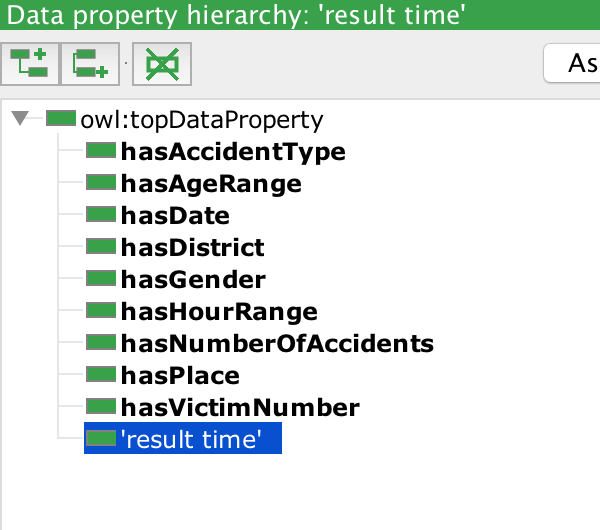 Data property hierarchy: 'result time'
As
owl:topDataProperty
hasAccidentType
hasAgeRange
hasDate
hasDistrict
hasGender
hasHourRange
hasNumberOfAccidents
hasPlace
hasVictimNumber
'result time'